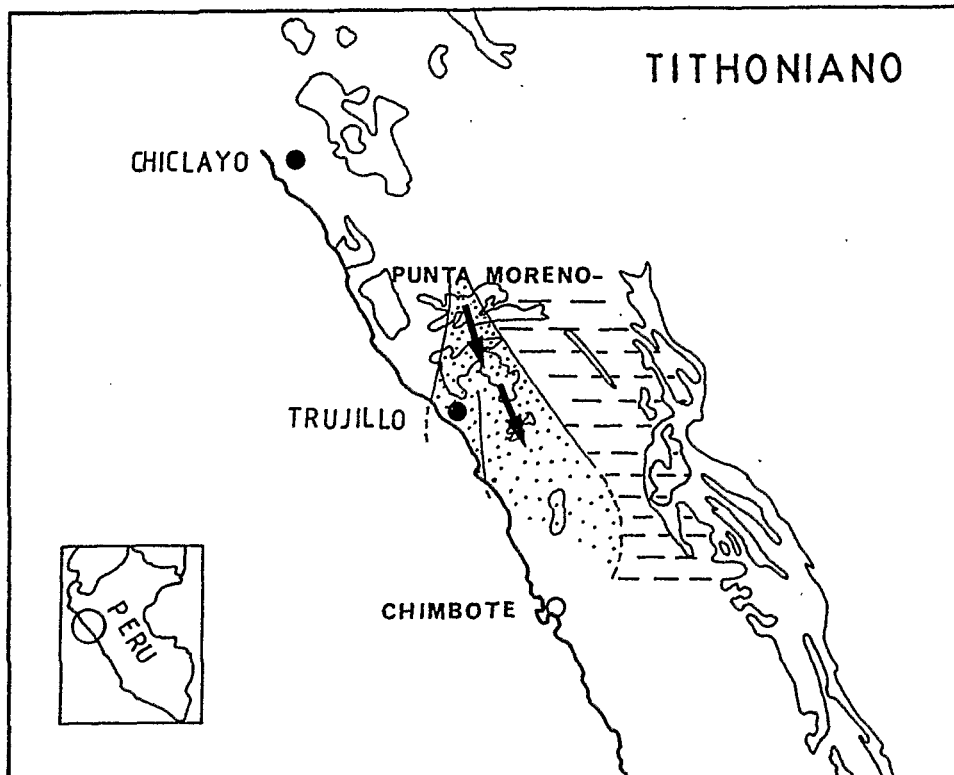 TITHONIANO
CHICLAYO
PUNTA MORENO-
TRUJILLO
CHIMBOTE
PERU